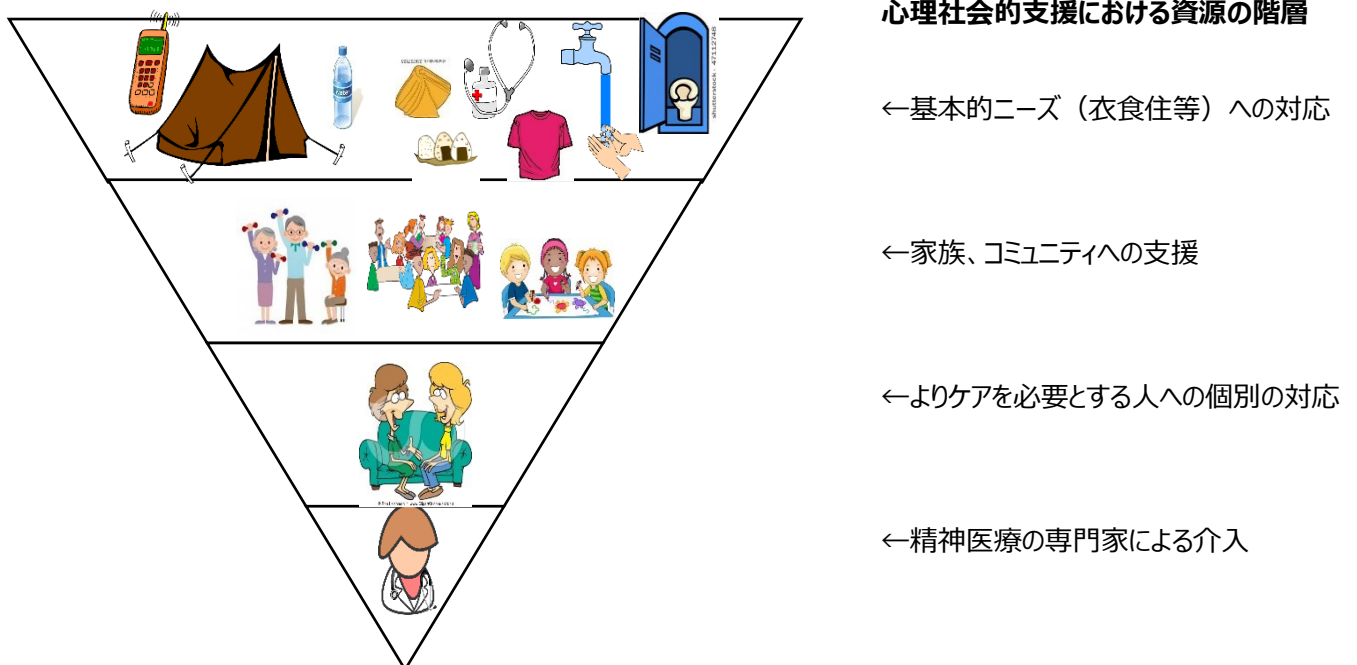 心理社会的支援における資源の階層
←基本的ニーズ（衣食住等）への対応
←家族、コミュニティへの支援
←よりケアを必要とする人への個別の対応
←精神医療の専門家による介入
shutterstock · 47112748